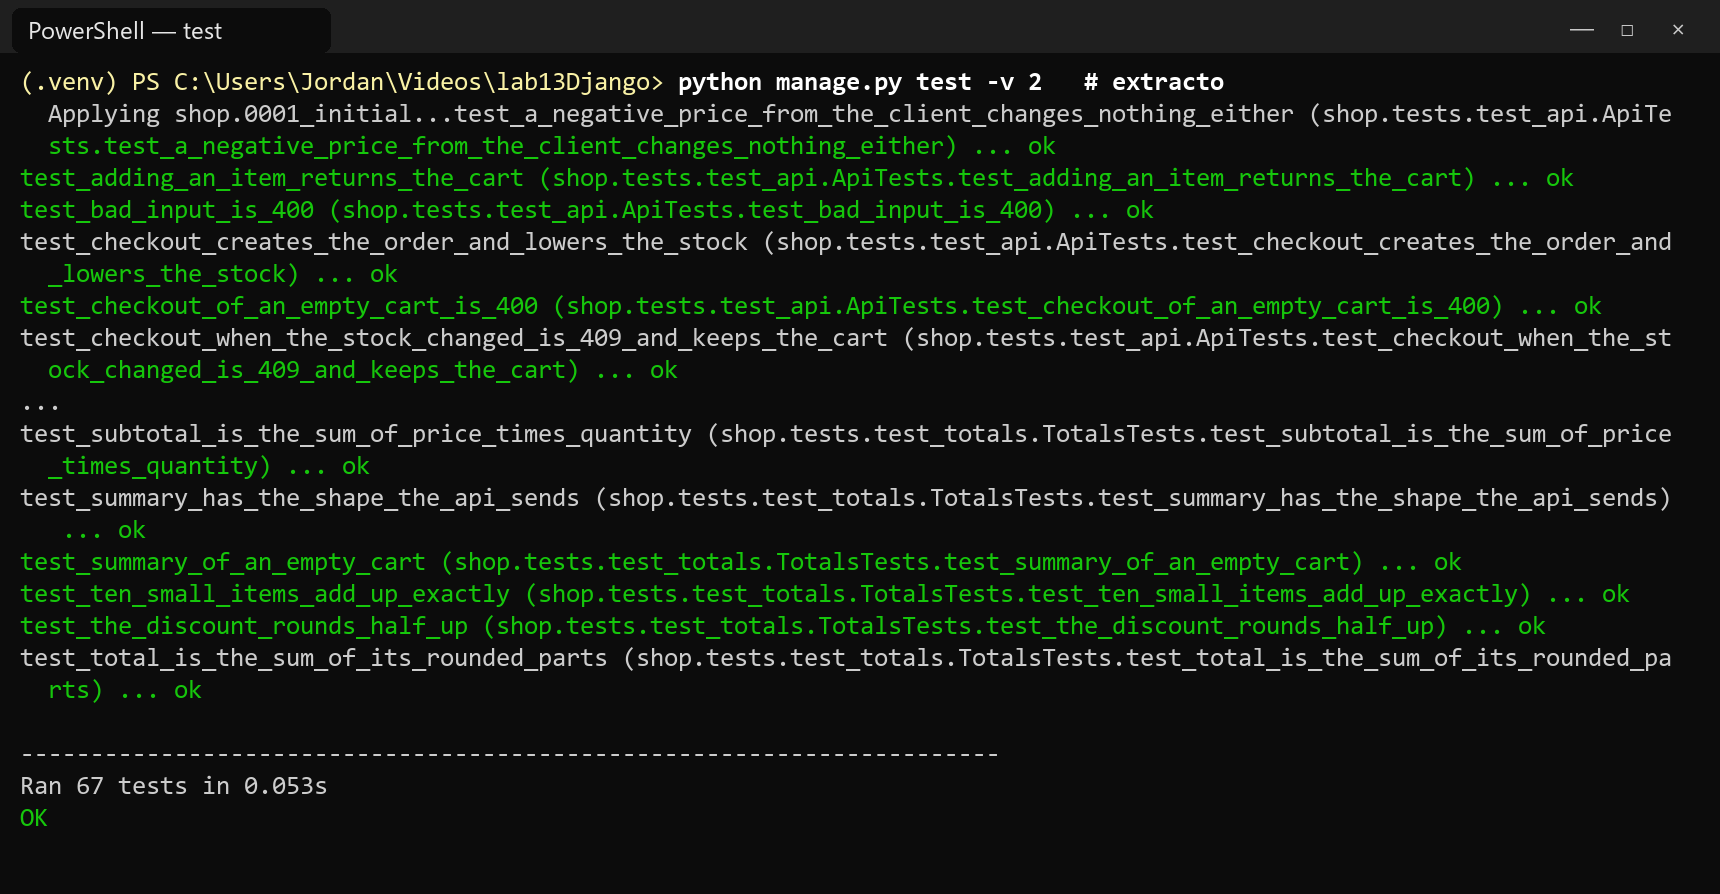 PowerShell — test
(.venv) PS C:\Users\Jordan\Videos\lab13Django> python manage.py test -v 2   # extracto
  Applying shop.0001_initial...test_a_negative_price_from_the_client_changes_nothing_either (shop.tests.test_api.ApiTe
  sts.test_a_negative_price_from_the_client_changes_nothing_either) ... ok
test_adding_an_item_returns_the_cart (shop.tests.test_api.ApiTests.test_adding_an_item_returns_the_cart) ... ok
test_bad_input_is_400 (shop.tests.test_api.ApiTests.test_bad_input_is_400) ... ok
test_checkout_creates_the_order_and_lowers_the_stock (shop.tests.test_api.ApiTests.test_checkout_creates_the_order_and
  _lowers_the_stock) ... ok
test_checkout_of_an_empty_cart_is_400 (shop.tests.test_api.ApiTests.test_checkout_of_an_empty_cart_is_400) ... ok
test_checkout_when_the_stock_changed_is_409_and_keeps_the_cart (shop.tests.test_api.ApiTests.test_checkout_when_the_st
  ock_changed_is_409_and_keeps_the_cart) ... ok
...
test_subtotal_is_the_sum_of_price_times_quantity (shop.tests.test_totals.TotalsTests.test_subtotal_is_the_sum_of_price
  _times_quantity) ... ok
test_summary_has_the_shape_the_api_sends (shop.tests.test_totals.TotalsTests.test_summary_has_the_shape_the_api_sends)
   ... ok
test_summary_of_an_empty_cart (shop.tests.test_totals.TotalsTests.test_summary_of_an_empty_cart) ... ok
test_ten_small_items_add_up_exactly (shop.tests.test_totals.TotalsTests.test_ten_small_items_add_up_exactly) ... ok
test_the_discount_rounds_half_up (shop.tests.test_totals.TotalsTests.test_the_discount_rounds_half_up) ... ok
test_total_is_the_sum_of_its_rounded_parts (shop.tests.test_totals.TotalsTests.test_total_is_the_sum_of_its_rounded_pa
  rts) ... ok
----------------------------------------------------------------------
Ran 67 tests in 0.053s
OK